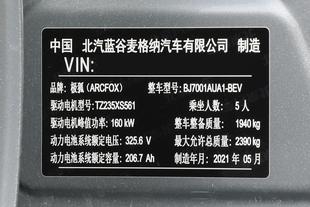 中国 北汽蓝谷麦格纳汽车有限公司 制造
VIN:
品牌：极狐（ARCFOX） 整车型号：BJ7001AUA1-BEV
驱动电机型号：TZ235XS561 乘坐人数：5 人
驱动电机峰值功率：160 kW 整车整备质量：1940 kg
动力电池系统额定电压：325.6 V 最大允许总质量：2390 kg
动力电池系统额定容量：206.7 Ah 制造年月：2021 年 05 月